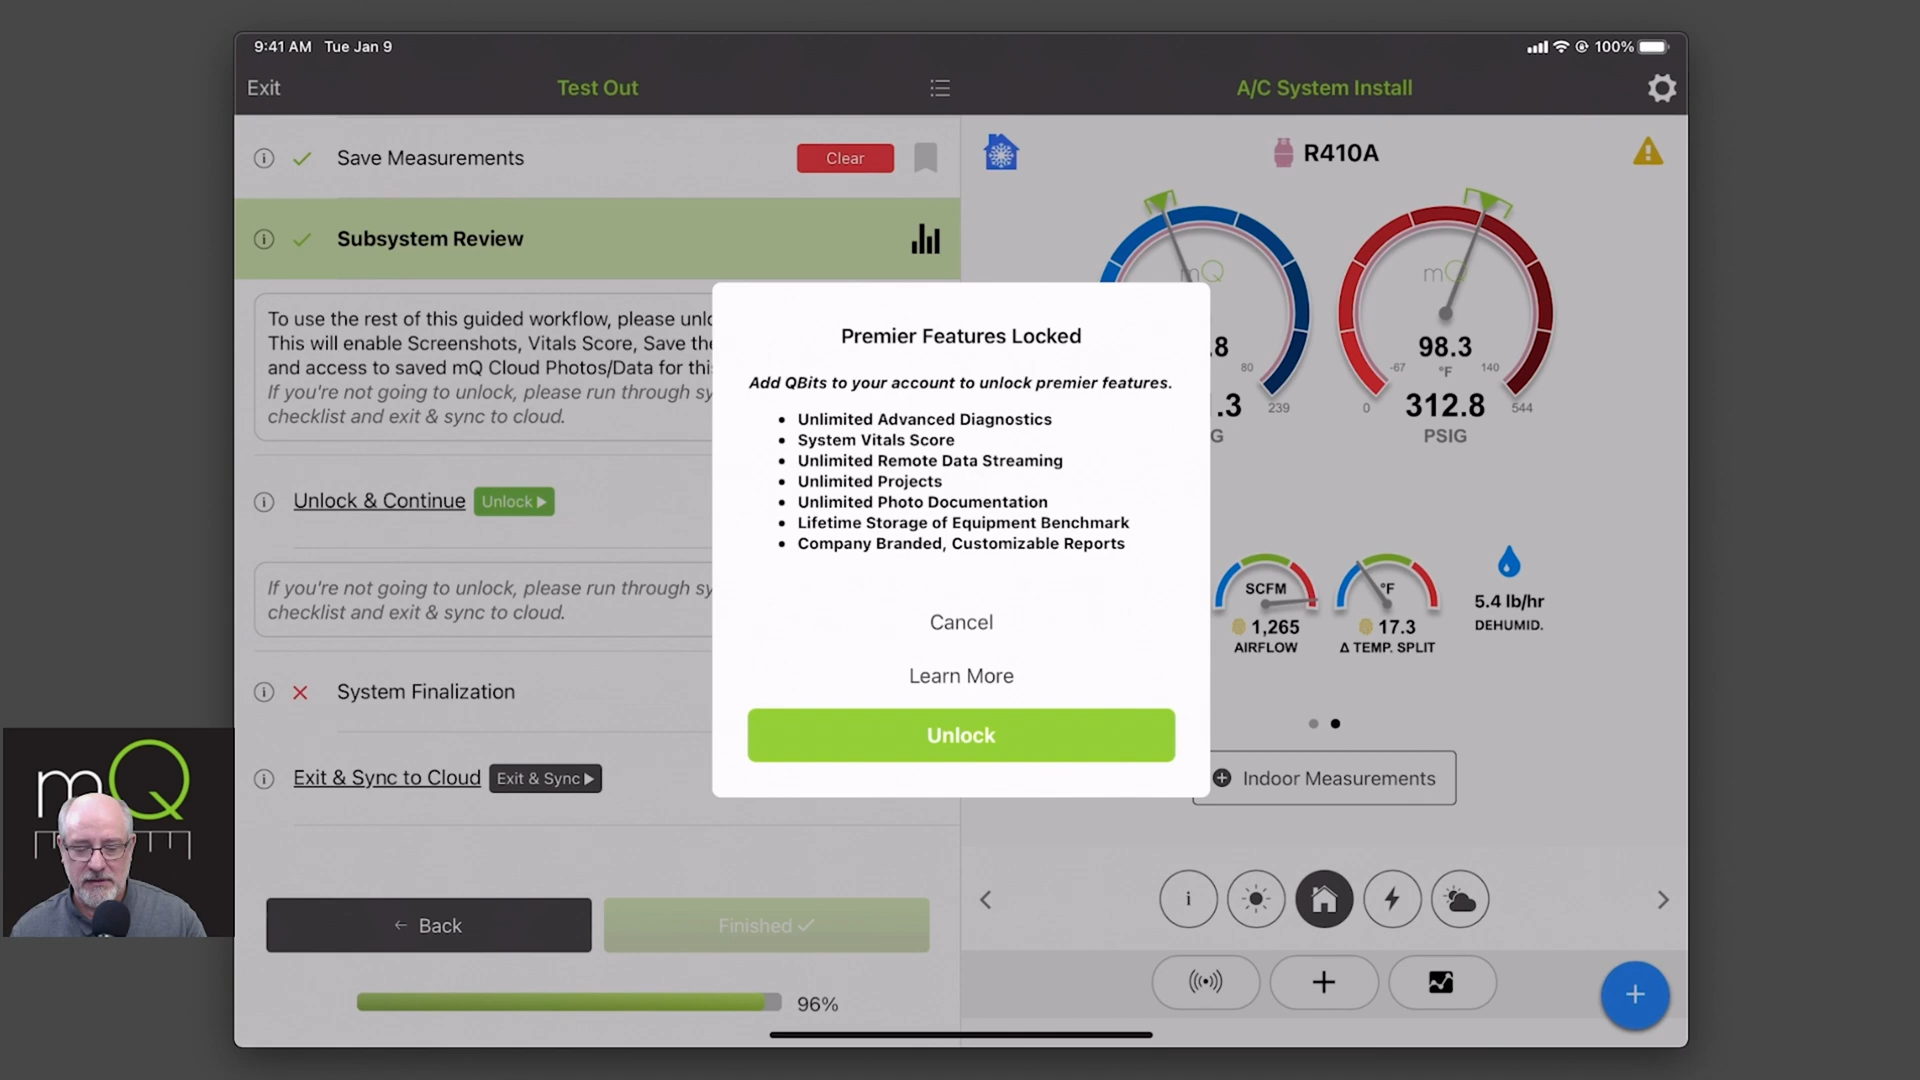 9:41 AM Tue Jan 9
100%
Exit
Test Out
A/C System Install
Save Measurements
Clear
Subsystem Review
To use the rest of this guided workflow, please unlo
This will enable Screenshots, Vitals Score, Save the
and access to saved mQ Cloud Photos/Data for this
If you're not going to unlock, please run through sy
checklist and exit & sync to cloud.
Unlock & Continue
Unlock
If you're not going to unlock, please run through sy
checklist and exit & sync to cloud.
System Finalization
Exit & Sync to Cloud
Exit & Sync
Back
Finished
96%
Premier Features Locked
Add QBits to your account to unlock premier features.
• Unlimited Advanced Diagnostics
• System Vitals Score
• Unlimited Remote Data Streaming
• Unlimited Projects
• Unlimited Photo Documentation
• Lifetime Storage of Equipment Benchmark
• Company Branded, Customizable Reports
Cancel
Learn More
Unlock
R410A
mQ
.8
80
.3
239
G
mQ
98.3
-67
°F
140
0
312.8
544
PSIG
SCFM
1,265
AIRFLOW
°F
17.3
Δ TEMP. SPLIT
5.4 lb/hr
DEHUMID.
Indoor Measurements
mQ